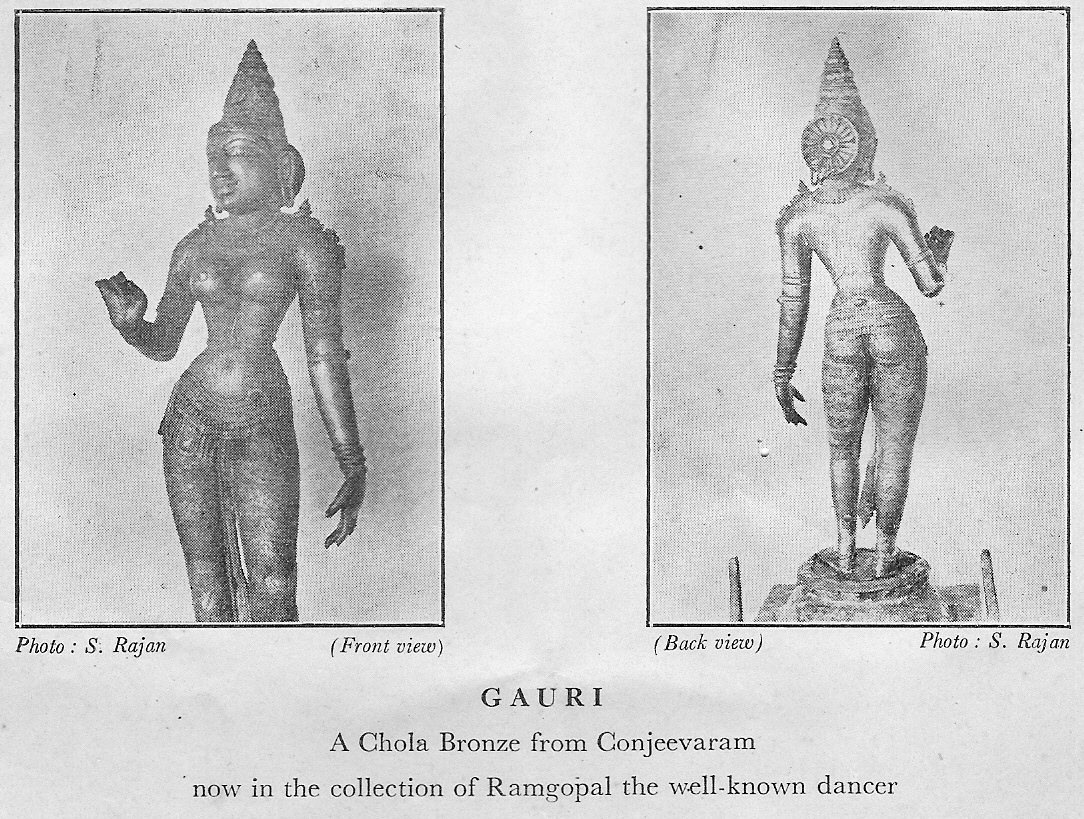 Photo : S. Rajan (Front view)
(Back view) Photo : S. Rajan
GAURI
A Chola Bronze from Conjeevaram
now in the collection of Ramgopal the well-known dancer